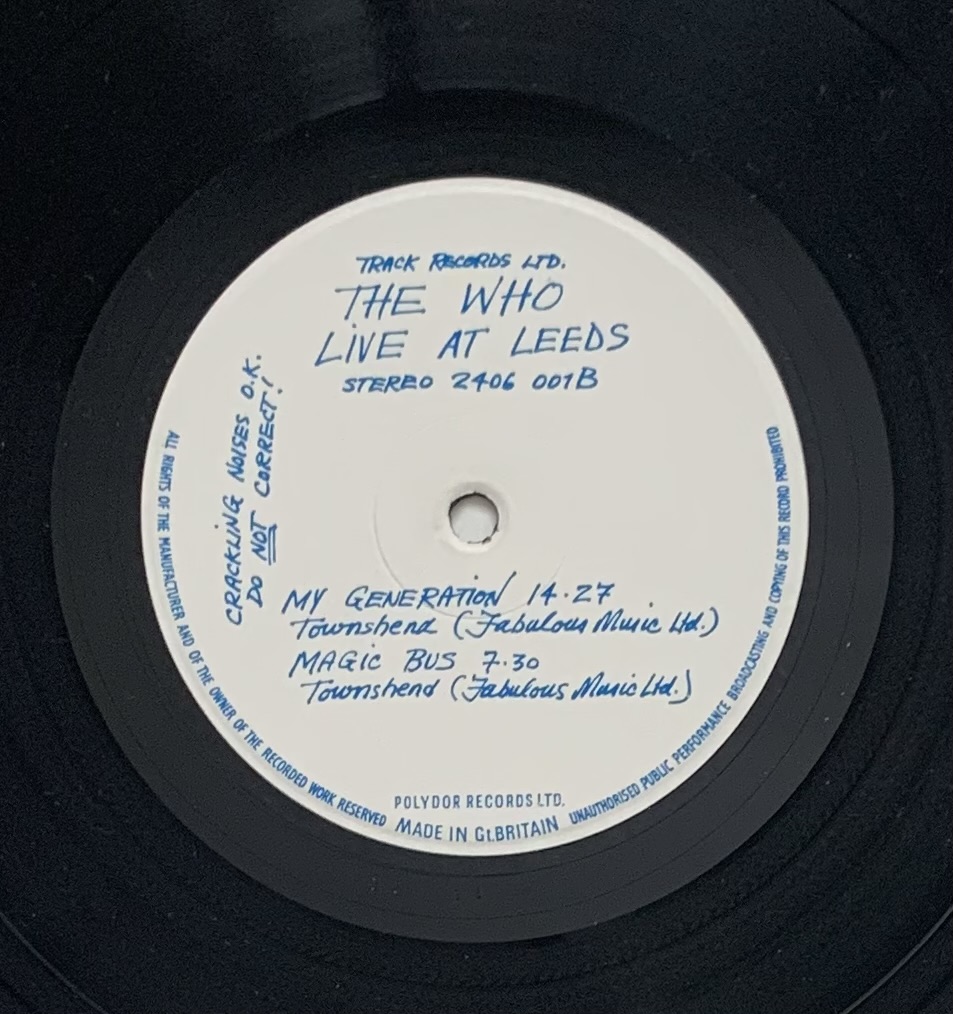 TRACK RECORDS LTD.
THE WHO
LiVE AT LEEDS
STEREO 2406 001B
CRACKLING NOISES O.K.
DO NOT CORRECT!
MY GENERATiON 14·27
Townshend (Fabulous Music Ltd.)
MAGiC BUS 7·30
Townshend (Fabulous Music Ltd.)
POLYDOR RECORDS LTD.
ALL RIGHTS OF THE MANUFACTURER AND OF THE OWNER OF THE RECORDED WORK RESERVED MADE IN Gt.BRITAIN UNAUTHORISED PUBLIC PERFORMANCE BROADCASTING AND COPYING OF THIS RECORD PROHIBITED